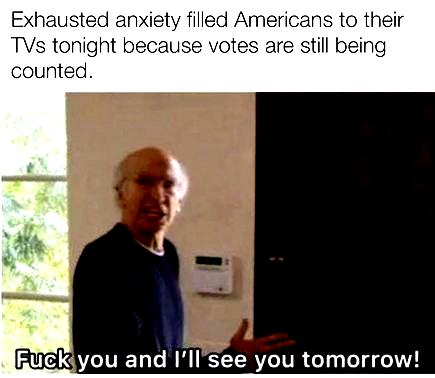 Exhausted anxiety filled Americans to their
TVs tonight because votes are still being
counted.
Fuck you and I'll see you tomorrow!